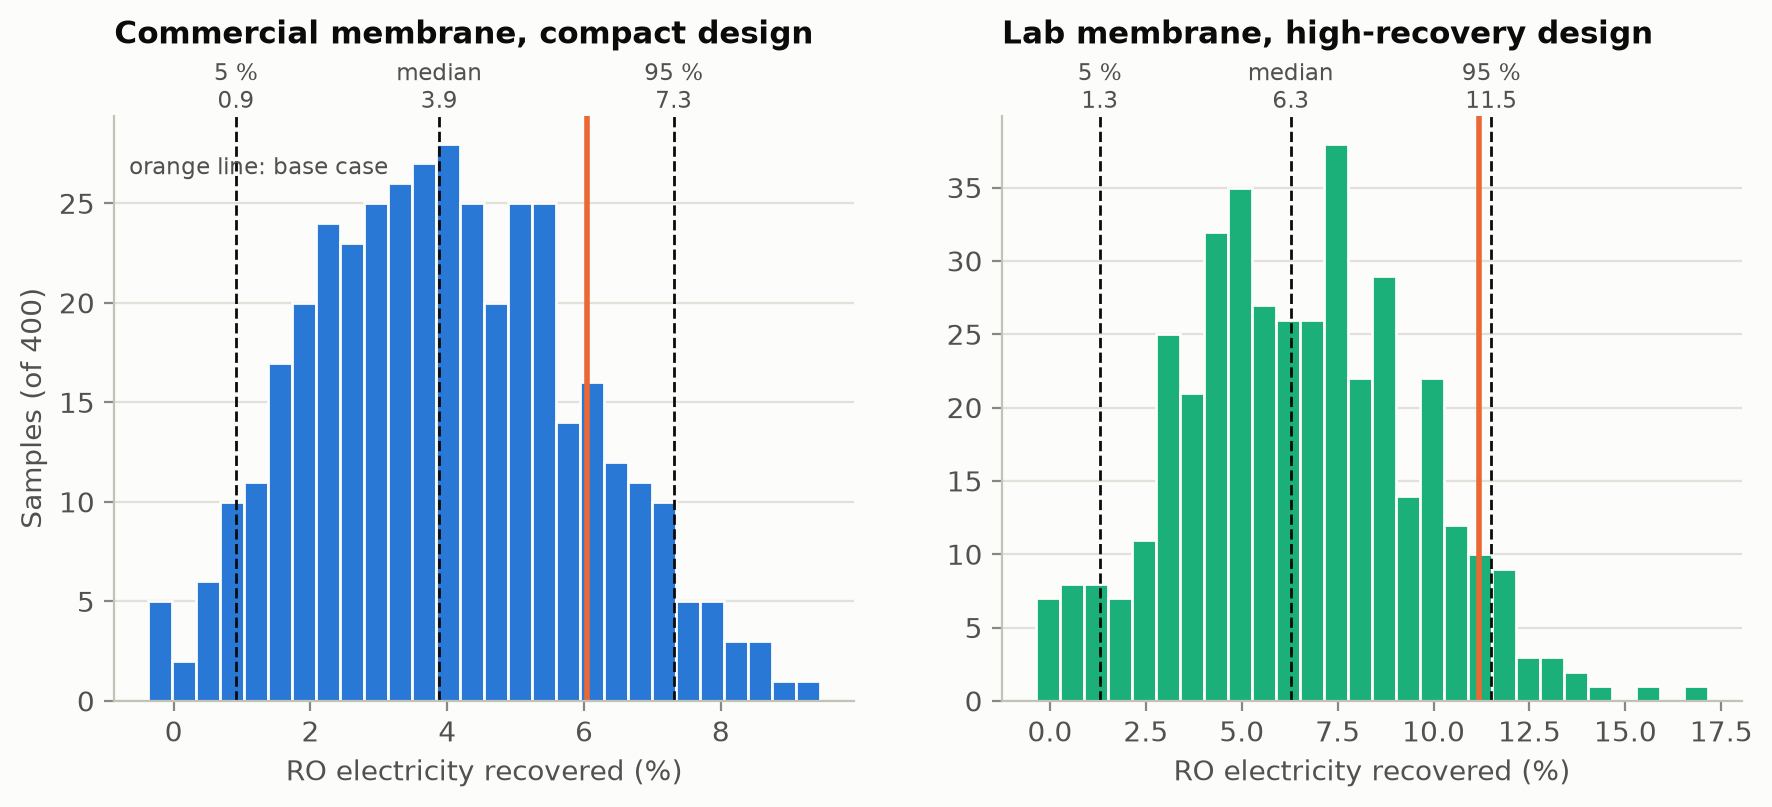 Commercial membrane, compact design
5 % median 95 %
0.9 3.9 7.3
orange line: base case
25
20
15
10
5
0
Samples (of 400)
0 2 4 6 8
RO electricity recovered (%)
Lab membrane, high-recovery design
5 % median 95 %
1.3 6.3 11.5
35
30
25
20
15
10
5
0
0.0 2.5 5.0 7.5 10.0 12.5 15.0 17.5
RO electricity recovered (%)